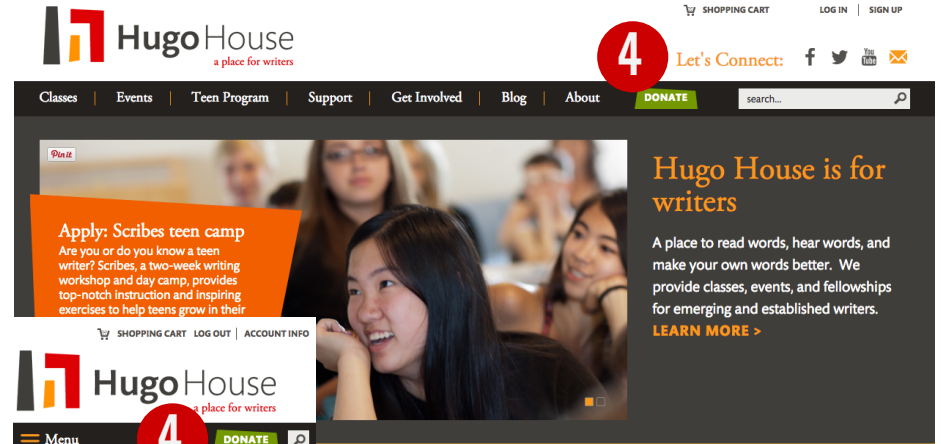 SHOPPING CART LOG IN | SIGN UP
HugoHouse
a place for writers
4
Let's Connect:
You
Tube
Classes | Events | Teen Program | Support | Get Involved | Blog | About
DONATE
search...
Pin it
Hugo House is for
writers
A place to read words, hear words, and
make your own words better. We
provide classes, events, and fellowships
for emerging and established writers.
LEARN MORE >
Apply: Scribes teen camp
Are you or do you know a teen
writer? Scribes, a two-week writing
workshop and day camp, provides
top-notch instruction and inspiring
exercises to help teens grow in their
SHOPPING CART LOG OUT | ACCOUNT INFO
HugoHouse
a place for writers
Menu
4
DONATE